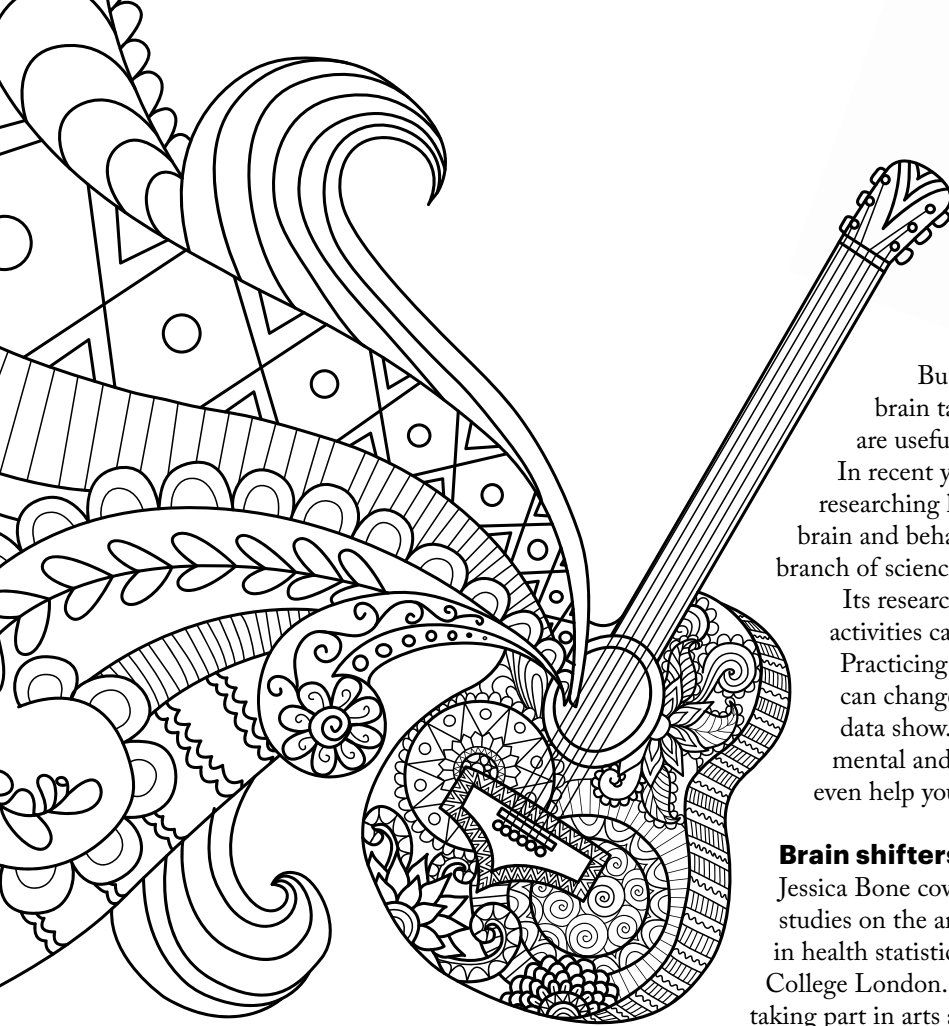 Bu
brain ta
are usefu
In recent y
researching
brain and beha
branch of scienc
Its researc
activities ca
Practicing
can chang
data show.
mental and
even help you
Brain shifters
Jessica Bone cov
studies on the ar
in health statistic
College London.
taking part in arts a